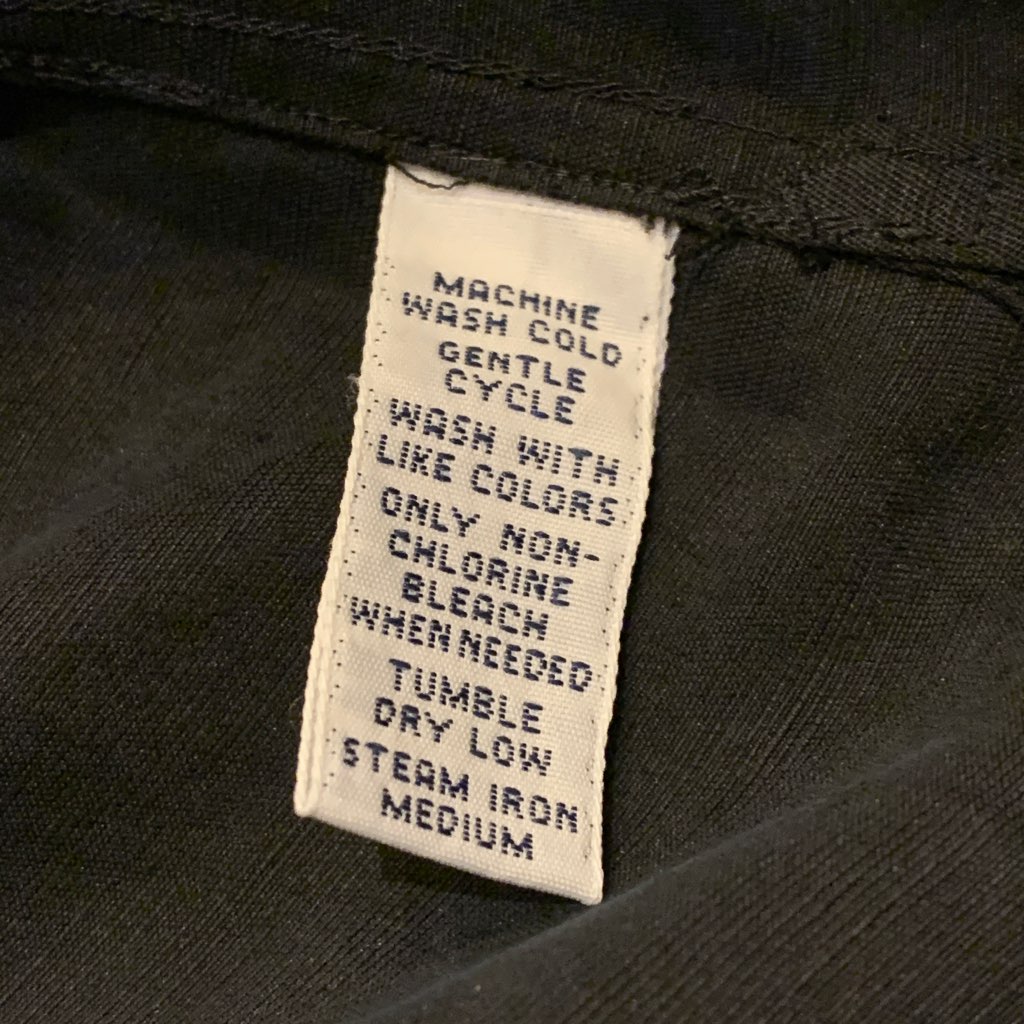 MACHINE
WASH COLD
GENTLE
CYCLE
WASH WITH
LIKE COLORS
ONLY NON-
CHLORINE
BLEACH
WHEN NEEDED
TUMBLE
DRY LOW
STEAM IRON
MEDIUM